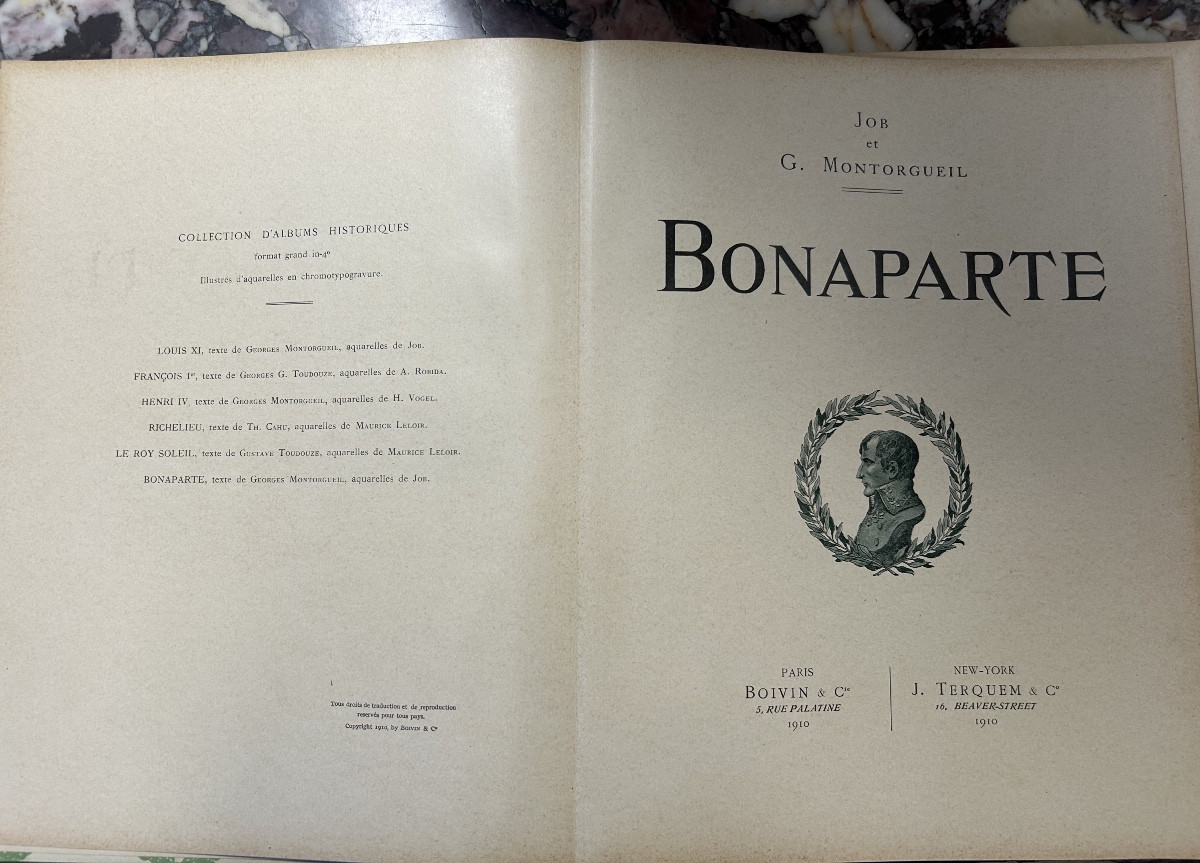 COLLECTION D'ALBUMS HISTORIQUES
format grand in-4º
Illustrés d'aquarelles en chromotypogravure.
LOUIS XI, texte de Georges Montorgueil, aquarelles de Job.
FRANÇOIS Iᵉʳ, texte de Georges G. Toudouze, aquarelles de A. Robida.
HENRI IV, texte de Georges Montorgueil, aquarelles de H. Vogel.
RICHELIEU, texte de Th. Cahu, aquarelles de Maurice Leloir.
LE ROY SOLEIL, texte de Gustave Toudouze, aquarelles de Maurice Leloir.
BONAPARTE, texte de Georges Montorgueil, aquarelles de Job.
Tous droits de traduction et de reproduction
reservés pour tous pays.
Copyright 1910, by Boivin & Cⁱᵉ
Job
et
G. Montorgueil
BONAPARTE
PARIS
Boivin & Cⁱᵉ
5, RUE PALATINE
1910
NEW-YORK
J. Terquem & Cº
16, BEAVER-STREET
1910